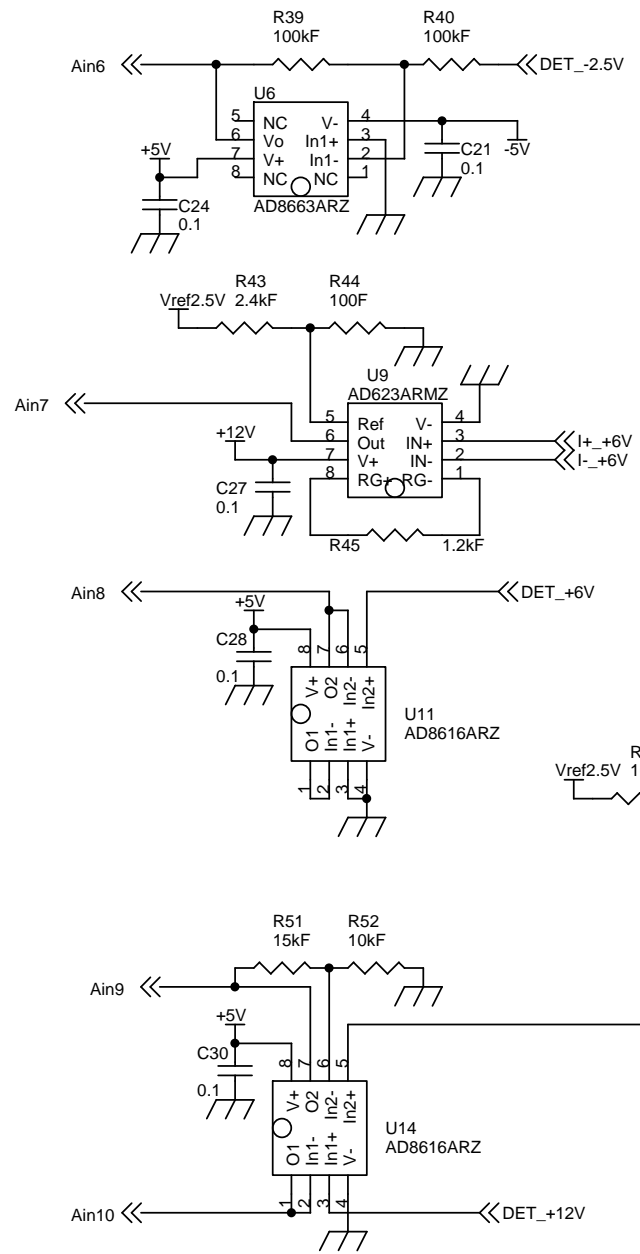 R39
100kF
R40
100kF
Ain6
DET_-2.5V
U6
5 NC V- 4
6 Vo In1+ 3
7 V+ In1- 2
8 NC NC 1
AD8663ARZ
+5V
C24
0.1
C21
0.1
-5V
R43
2.4kF
R44
100F
Vref2.5V
U9
AD623ARMZ
Ain7
5 Ref V- 4
6 Out IN+ 3
7 V+ IN- 2
8 RG+ RG- 1
+12V
I+_+6V
I-_+6V
C27
0.1
R45
1.2kF
Ain8
DET_+6V
+5V
C28
0.1
8 7 6 5
V+ O2 In2- In2+
O1 In1- In1+ V-
1 2 3 4
U11
AD8616ARZ
R
1
Vref2.5V
R51
15kF
R52
10kF
Ain9
+5V
C30
0.1
8 7 6 5
V+ O2 In2- In2+
O1 In1- In1+ V-
1 2 3 4
U14
AD8616ARZ
Ain10
DET_+12V